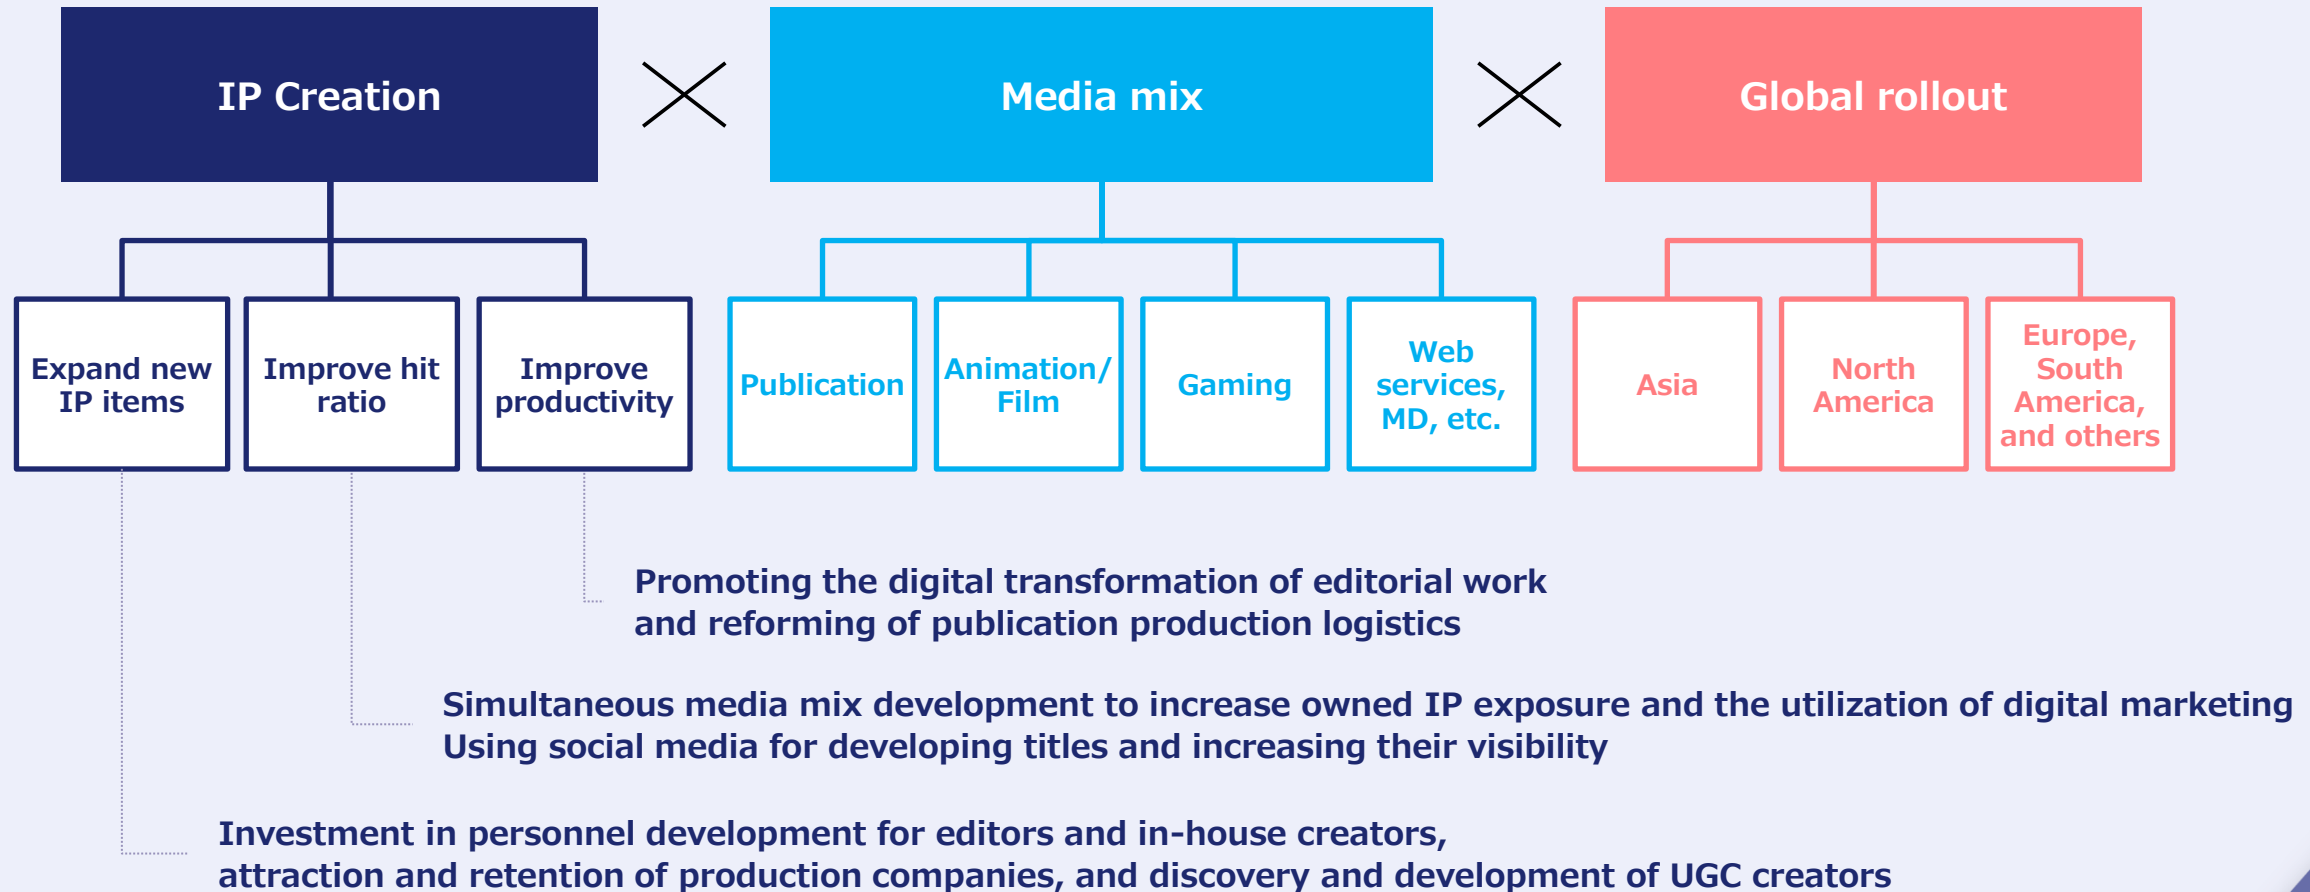 IP Creation
Media mix
Global rollout
Expand new
IP items
Improve hit
ratio
Improve
productivity
Publication
Animation/
Film
Gaming
Web
services,
MD, etc.
Asia
North
America
Europe,
South
America,
and others
Promoting the digital transformation of editorial work
and reforming of publication production logistics
Simultaneous media mix development to increase owned IP exposure and the utilization of digital marketing
Using social media for developing titles and increasing their visibility
Investment in personnel development for editors and in-house creators,
attraction and retention of production companies, and discovery and development of UGC creators